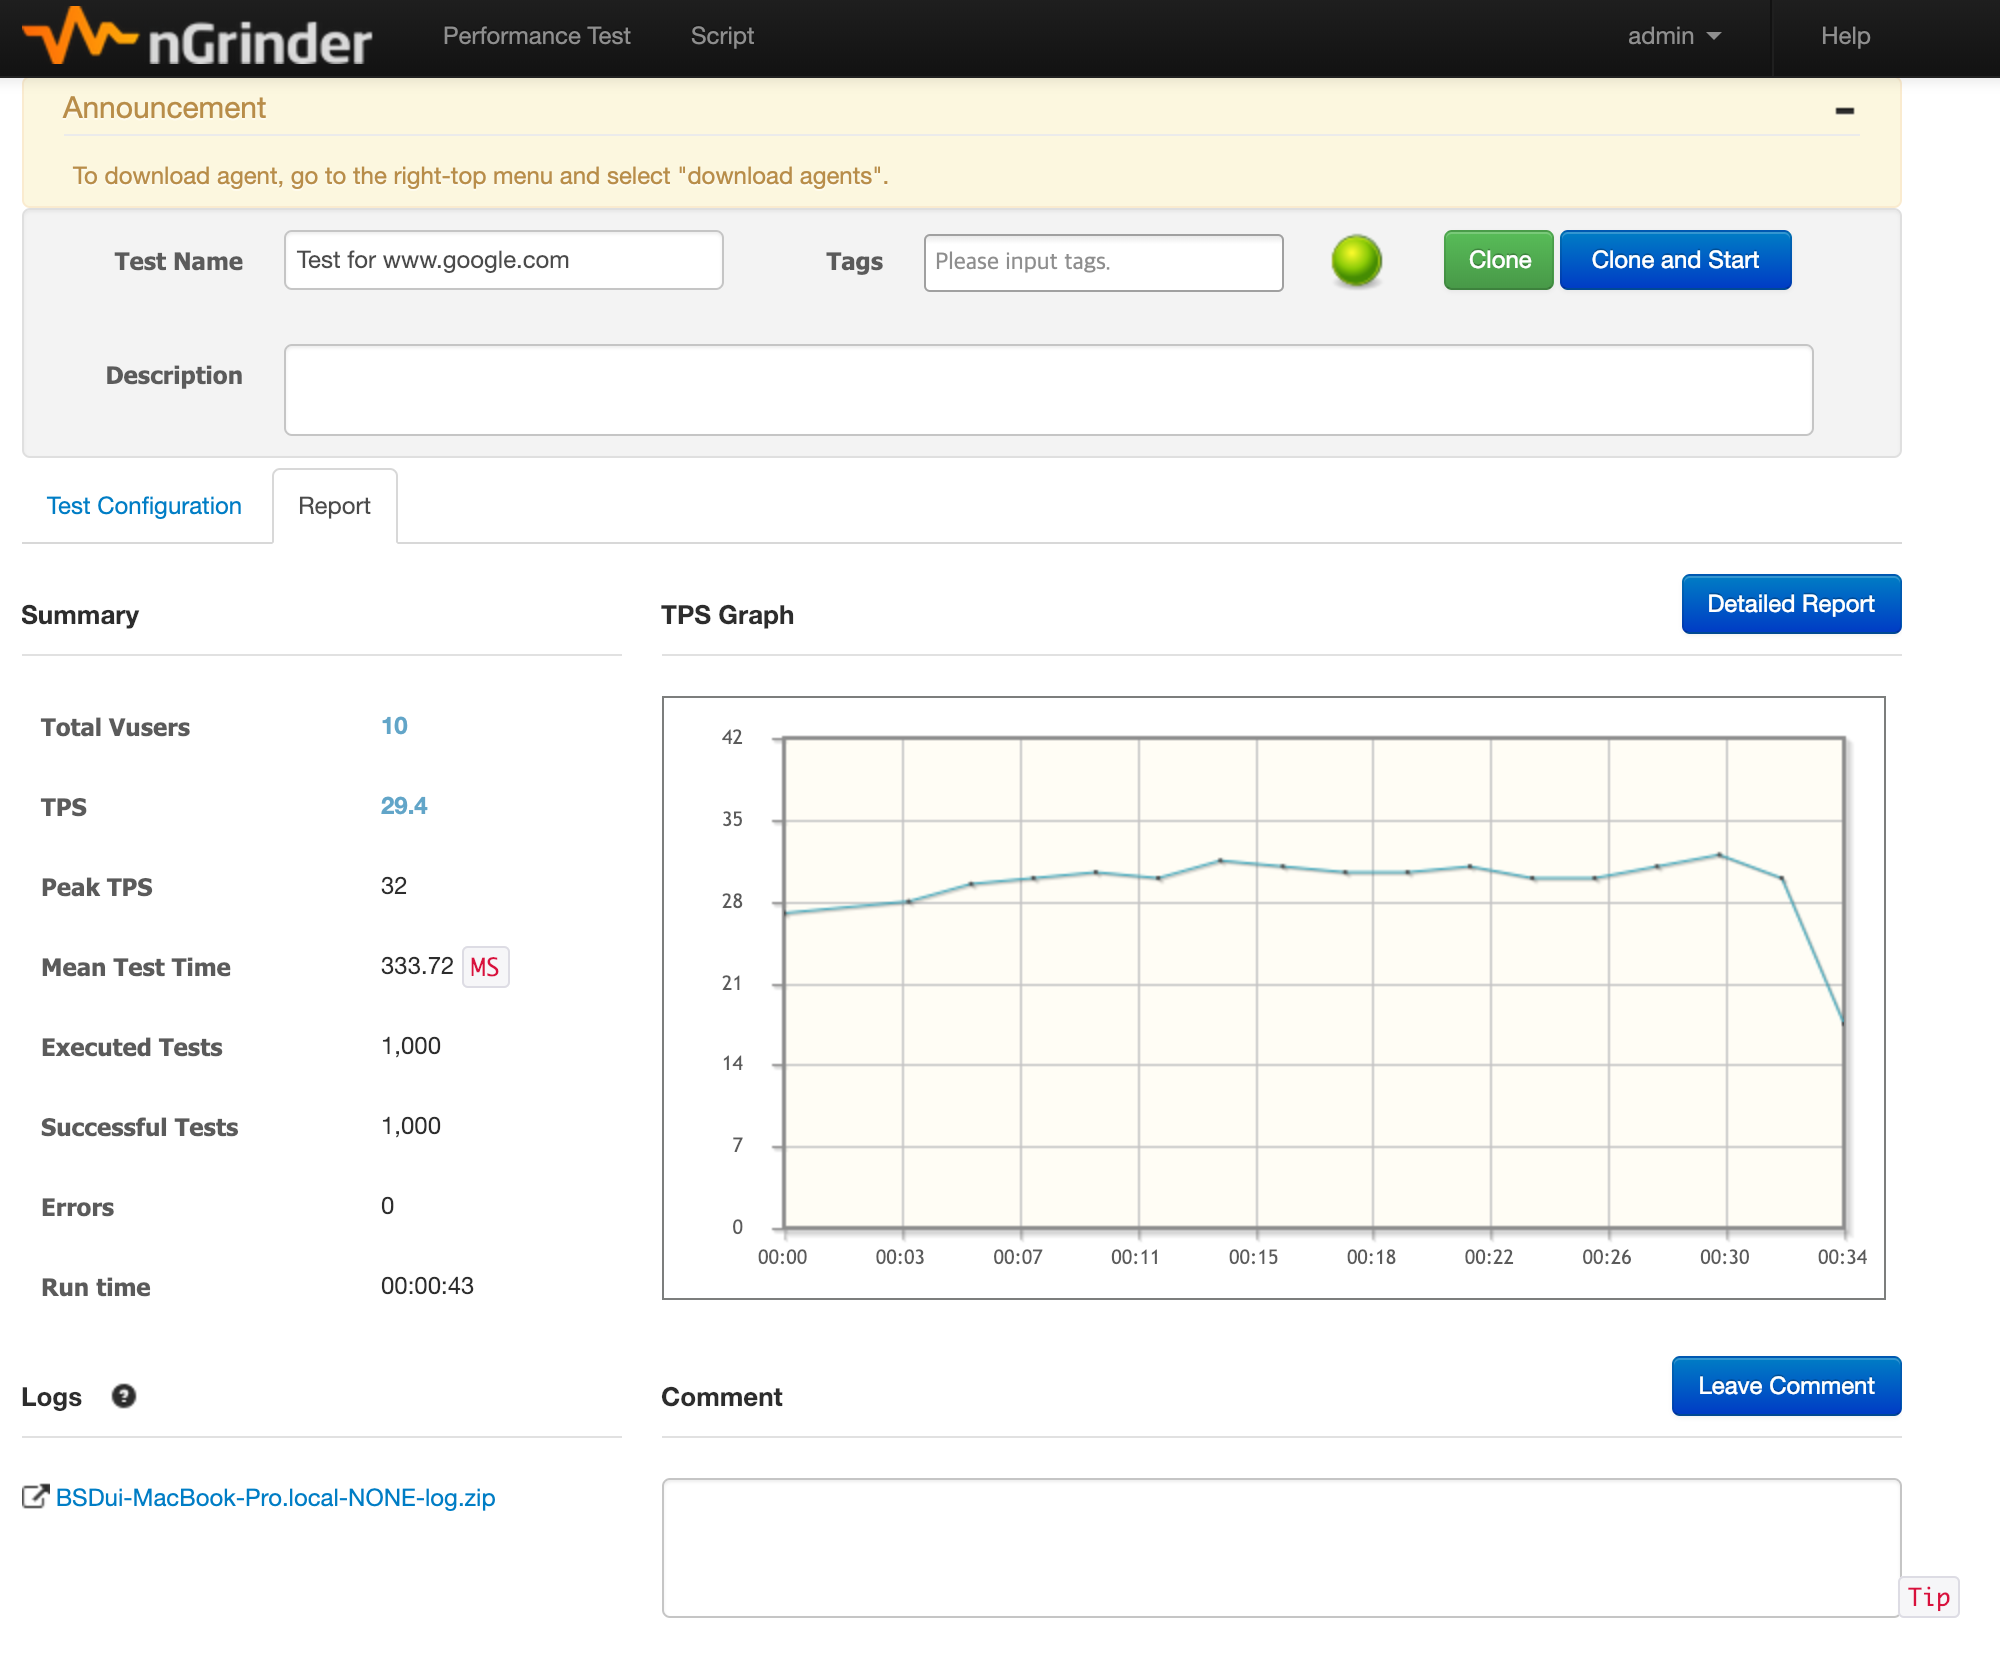 nGrinder Performance Test Script admin Help
Announcement
To download agent, go to the right-top menu and select "download agents".
Test Name Test for www.google.com Tags Please input tags. Clone Clone and Start
Description
Test Configuration Report
Summary
Total Vusers 10
TPS 29.4
Peak TPS 32
Mean Test Time 333.72 MS
Executed Tests 1,000
Successful Tests 1,000
Errors 0
Run time 00:00:43
TPS Graph Detailed Report
42
35
28
21
14
7
0
00:00 00:03 00:07 00:11 00:15 00:18 00:22 00:26 00:30 00:34
Logs ?
BSDui-MacBook-Pro.local-NONE-log.zip
Comment Leave Comment
Tip